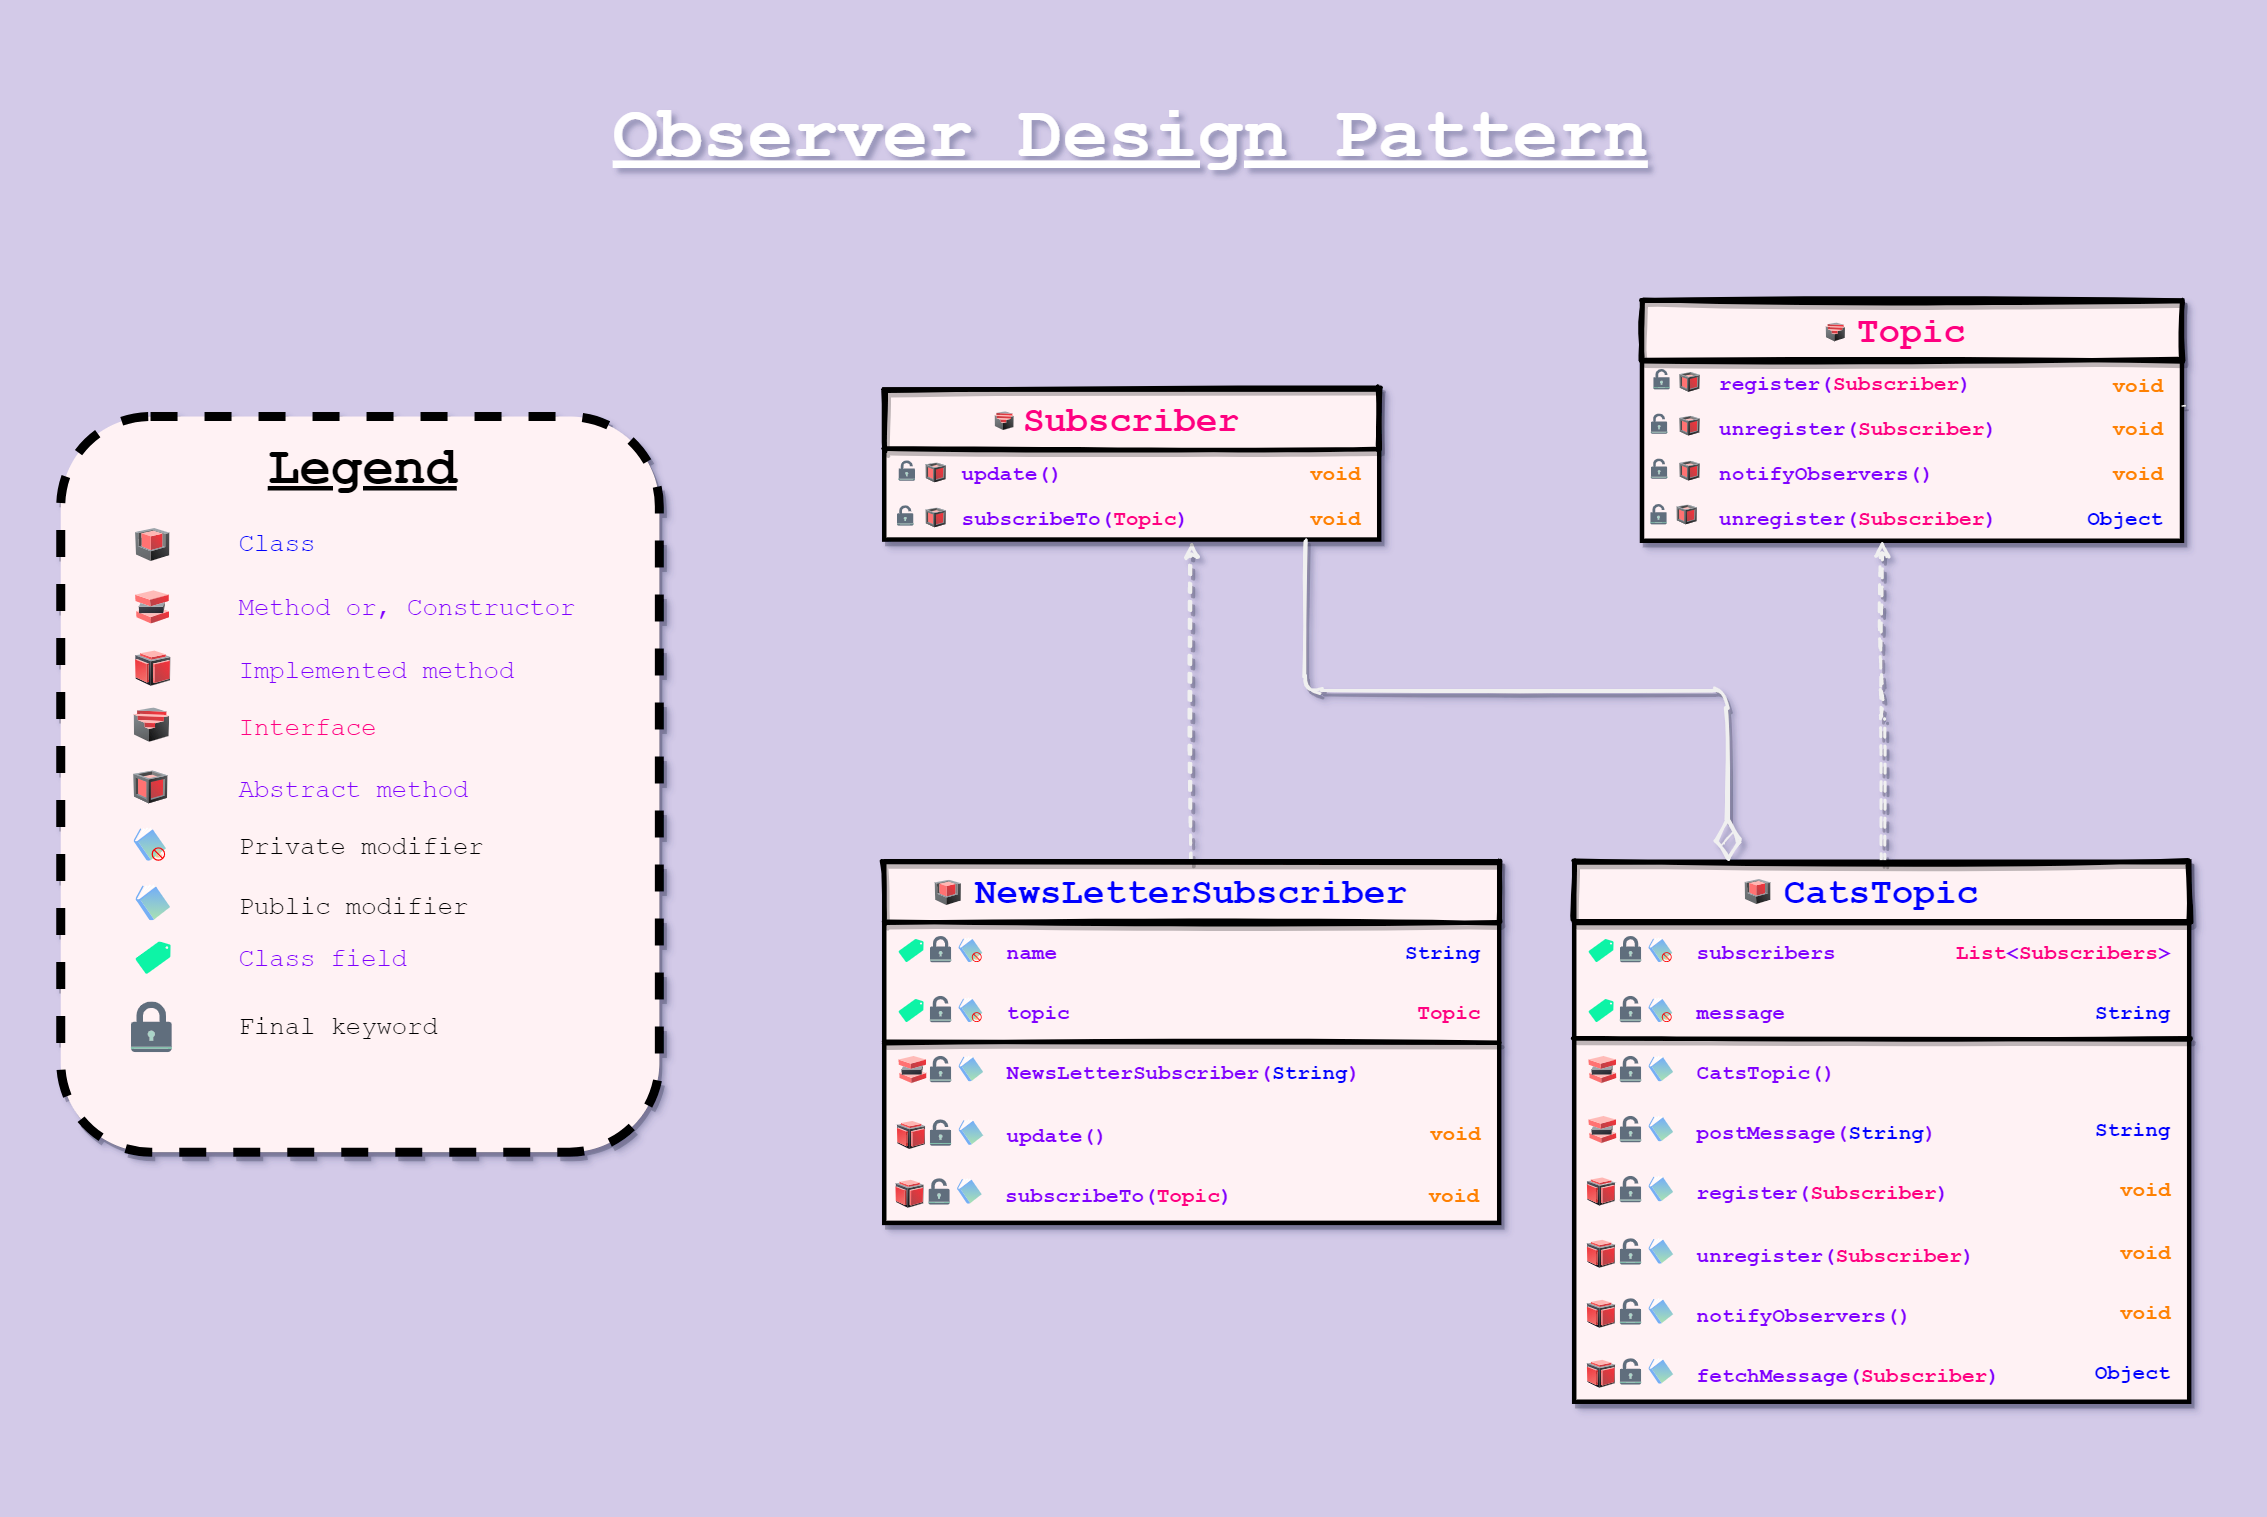 Observer Design Pattern
Legend
Class
Method or, Constructor
Implemented method
Interface
Abstract method
Private modifier
Public modifier
Class field
Final keyword
Subscriber
update() void
subscribeTo(Topic) void
Topic
register(Subscriber) void
unregister(Subscriber) void
notifyObservers() void
unregister(Subscriber) Object
NewsLetterSubscriber
name String
topic Topic
NewsLetterSubscriber(String)
update() void
subscribeTo(Topic) void
CatsTopic
subscribers List<Subscribers>
message String
CatsTopic()
postMessage(String) String
register(Subscriber) void
unregister(Subscriber) void
notifyObservers() void
fetchMessage(Subscriber) Object